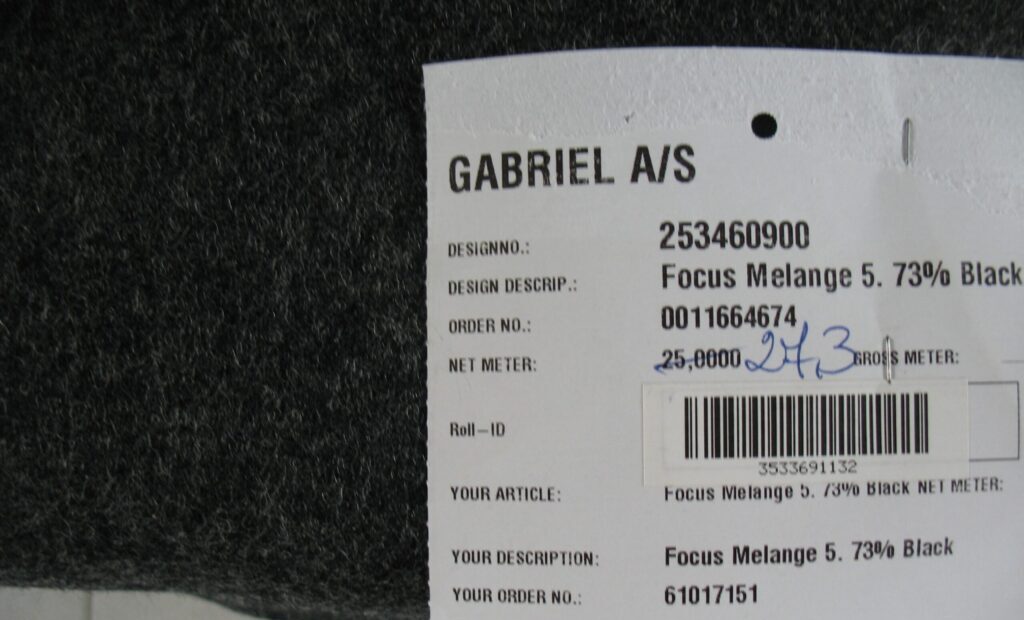 GABRIEL A/S
DESIGNNO.: 253460900
DESIGN DESCRIP.: Focus Melange 5. 73% Black
ORDER NO.: 0011664674
NET METER: 25,0000 27,3 GROSS METER:
Roll-ID
3533691132
YOUR ARTICLE: Focus Melange 5. 73% Black NET METER:
YOUR DESCRIPTION: Focus Melange 5. 73% Black
YOUR ORDER NO.: 61017151